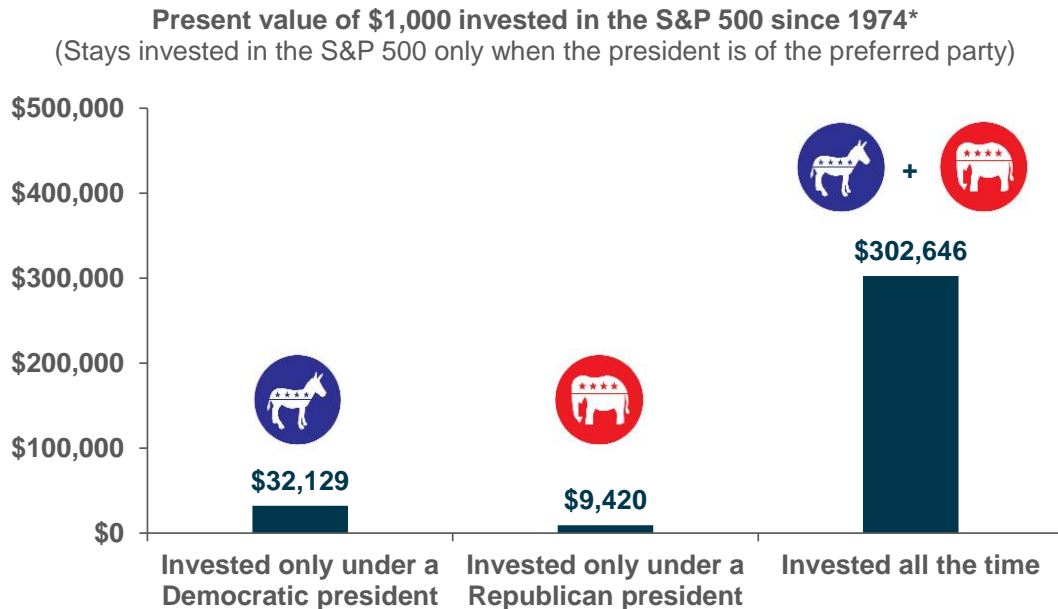 Present value of $1,000 invested in the S&P 500 since 1974*
(Stays invested in the S&P 500 only when the president is of the preferred party)
$500,000
$400,000
$300,000
$200,000
$100,000
$0
+
$302,646
$32,129
$9,420
Invested only under a
Democratic president
Invested only under a
Republican president
Invested all the time